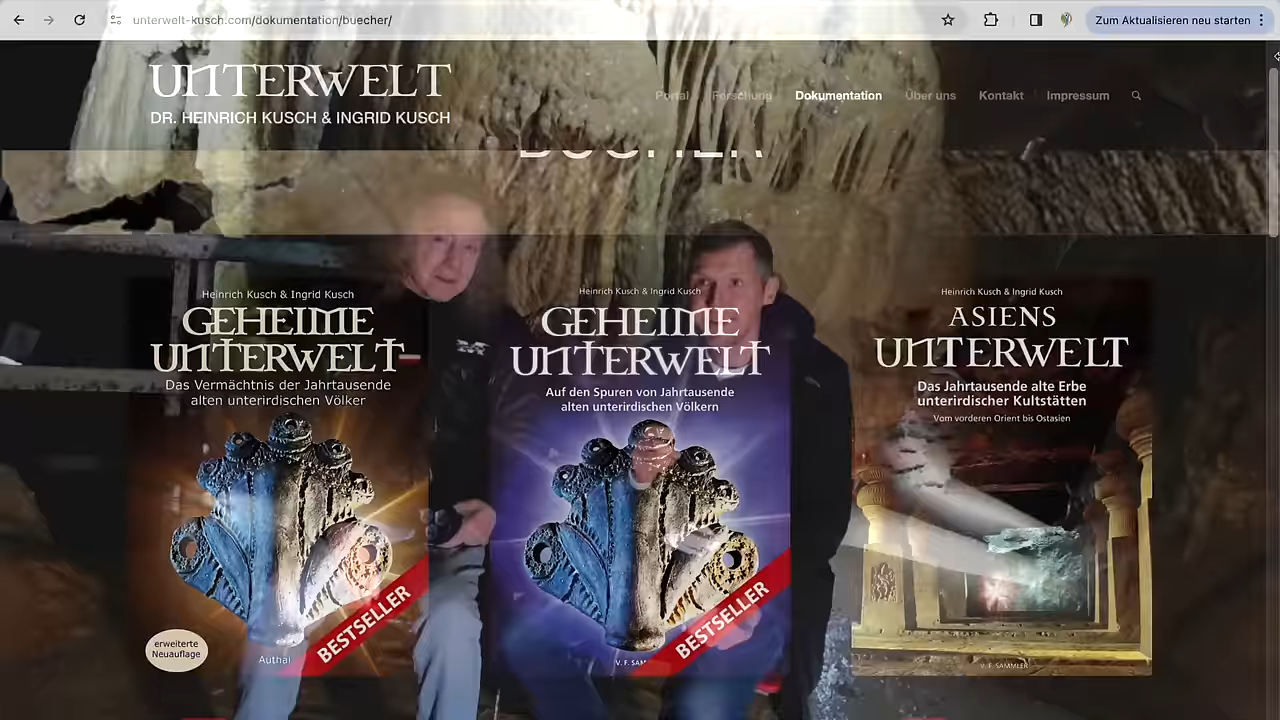 unterwelt-kusch.com/dokumentation/buecher/
Zum Aktualisieren neu starten
UNTERWELT
DR. HEINRICH KUSCH & INGRID KUSCH
Portal
Forschung
Dokumentation
Über uns
Kontakt
Impressum
BÜCHER
Heinrich Kusch & Ingrid Kusch
GEHEIME
UNTERWELT
Das Vermächtnis der Jahrtausende
alten unterirdischen Völker
BESTSELLER
erweiterte
Neuauflage
Heinrich Kusch & Ingrid Kusch
GEHEIME
UNTERWELT
Auf den Spuren von Jahrtausende
alten unterirdischen Völkern
BESTSELLER
Heinrich Kusch & Ingrid Kusch
ASIENS
UNTERWELT
Das Jahrtausende alte Erbe
unterirdischer Kultstätten
Vom vorderen Orient bis Ostasien
V. F. SAMMLER